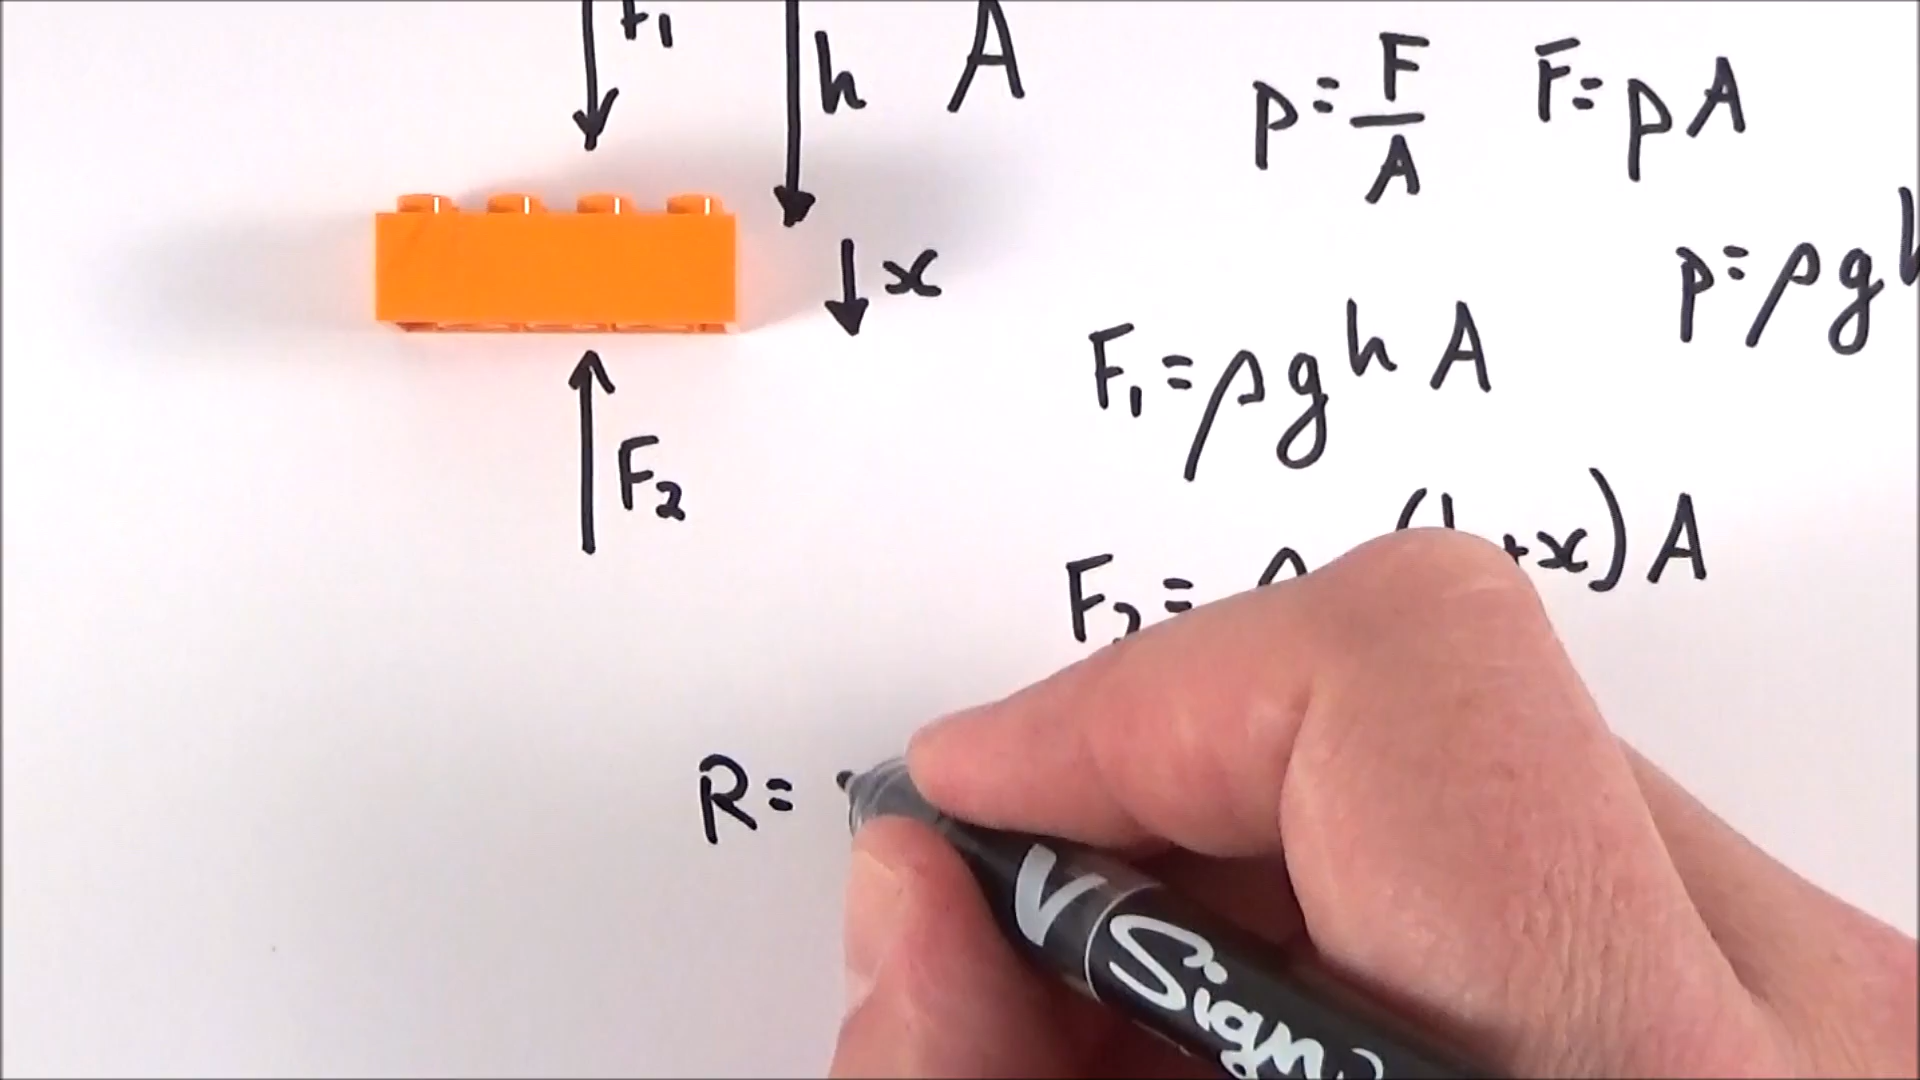 F₁
h
A
p = F/A
F = pA
x
p = ρg
F₁ = ρghA
F₂
F₂ = ρ +x) A
R =
V Sign